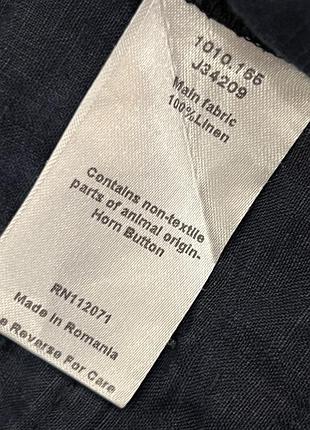 1010.155
J34209
Main fabric
100%Linen
Contains non-textile
parts of animal origin-
Horn Button
RN112071
Made in Romania
e Reverse For Care